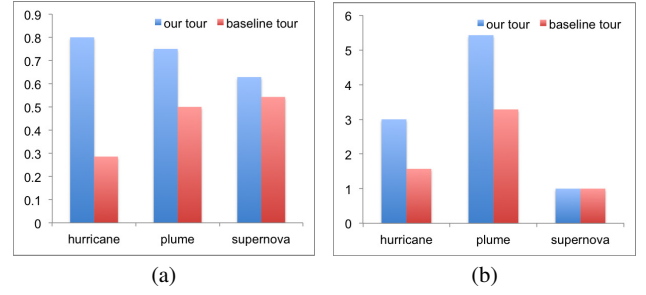 our tour baseline tour
0.9
0.8
0.7
0.6
0.5
0.4
0.3
0.2
0.1
0
hurricane plume supernova
(a)
our tour baseline tour
6
5
4
3
2
1
0
hurricane plume supernova
(b)